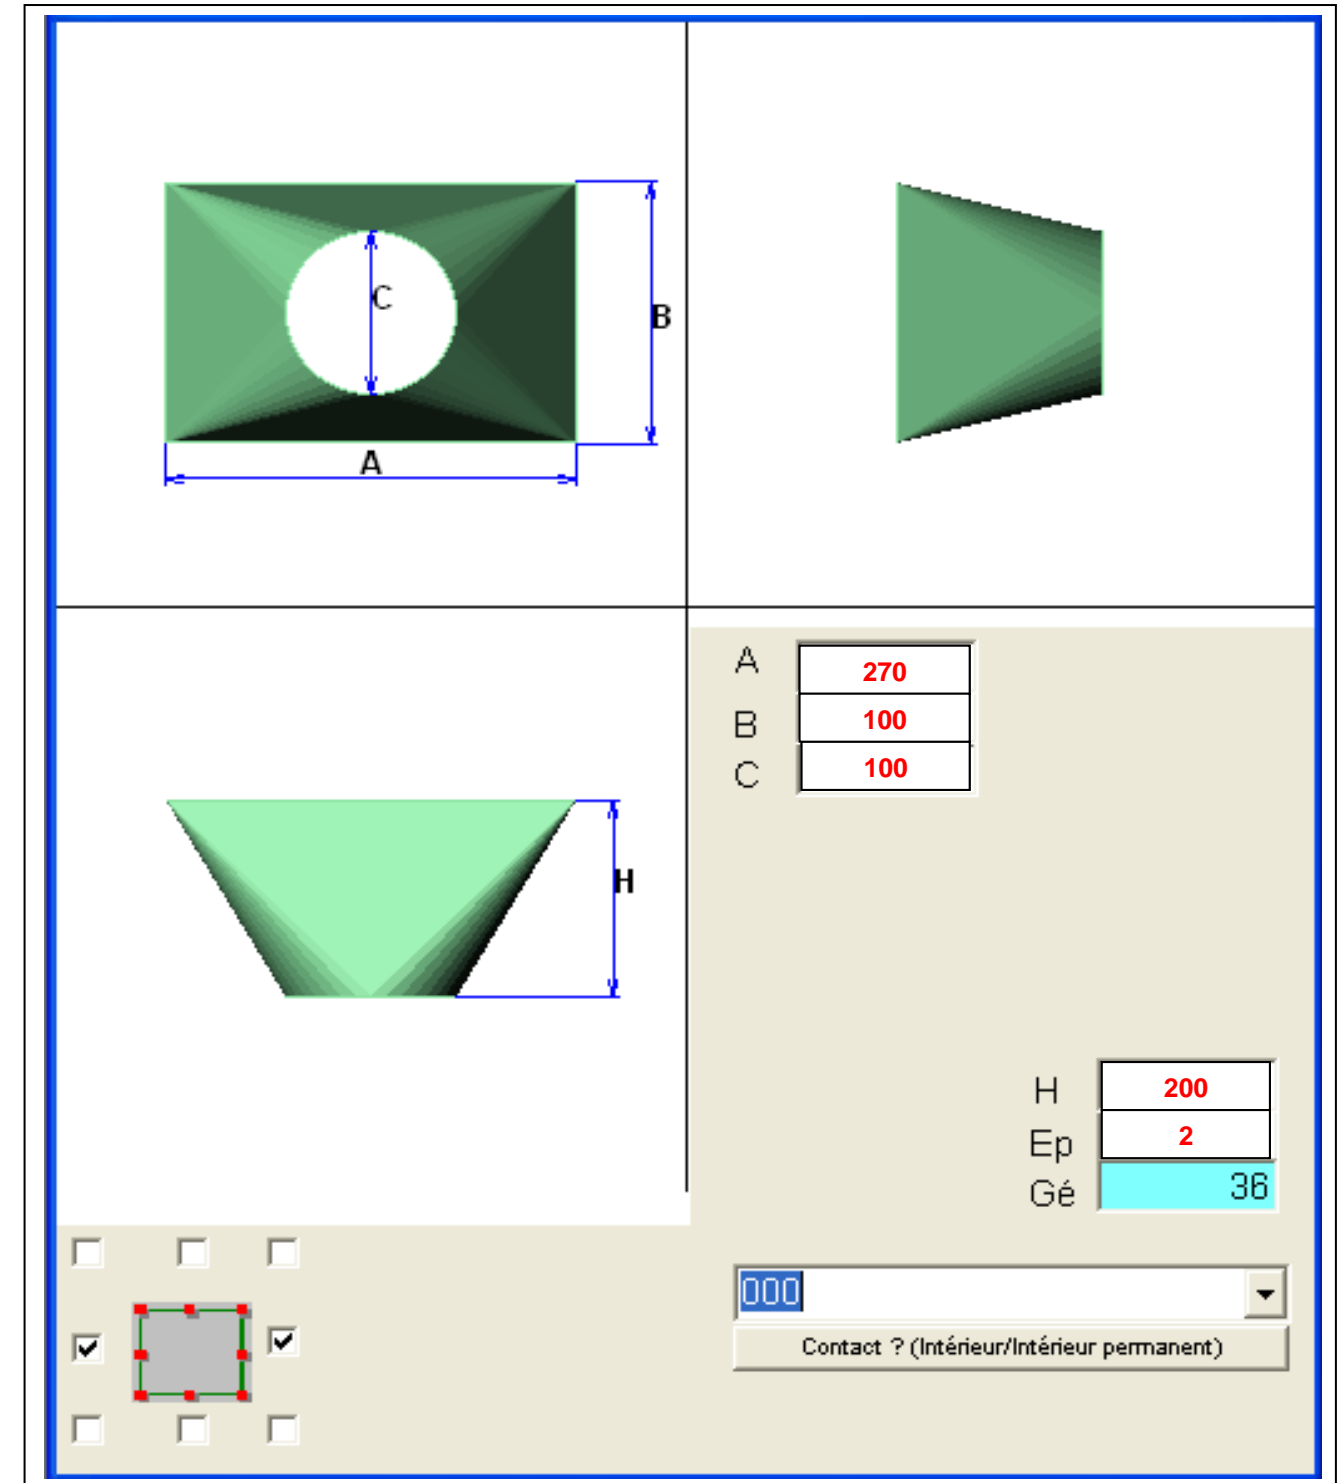 C
B
A
H
A 270
B 100
C 100
H 200
Ep 2
Gé 36
000
Contact ? (Intérieur/Intérieur permanent)